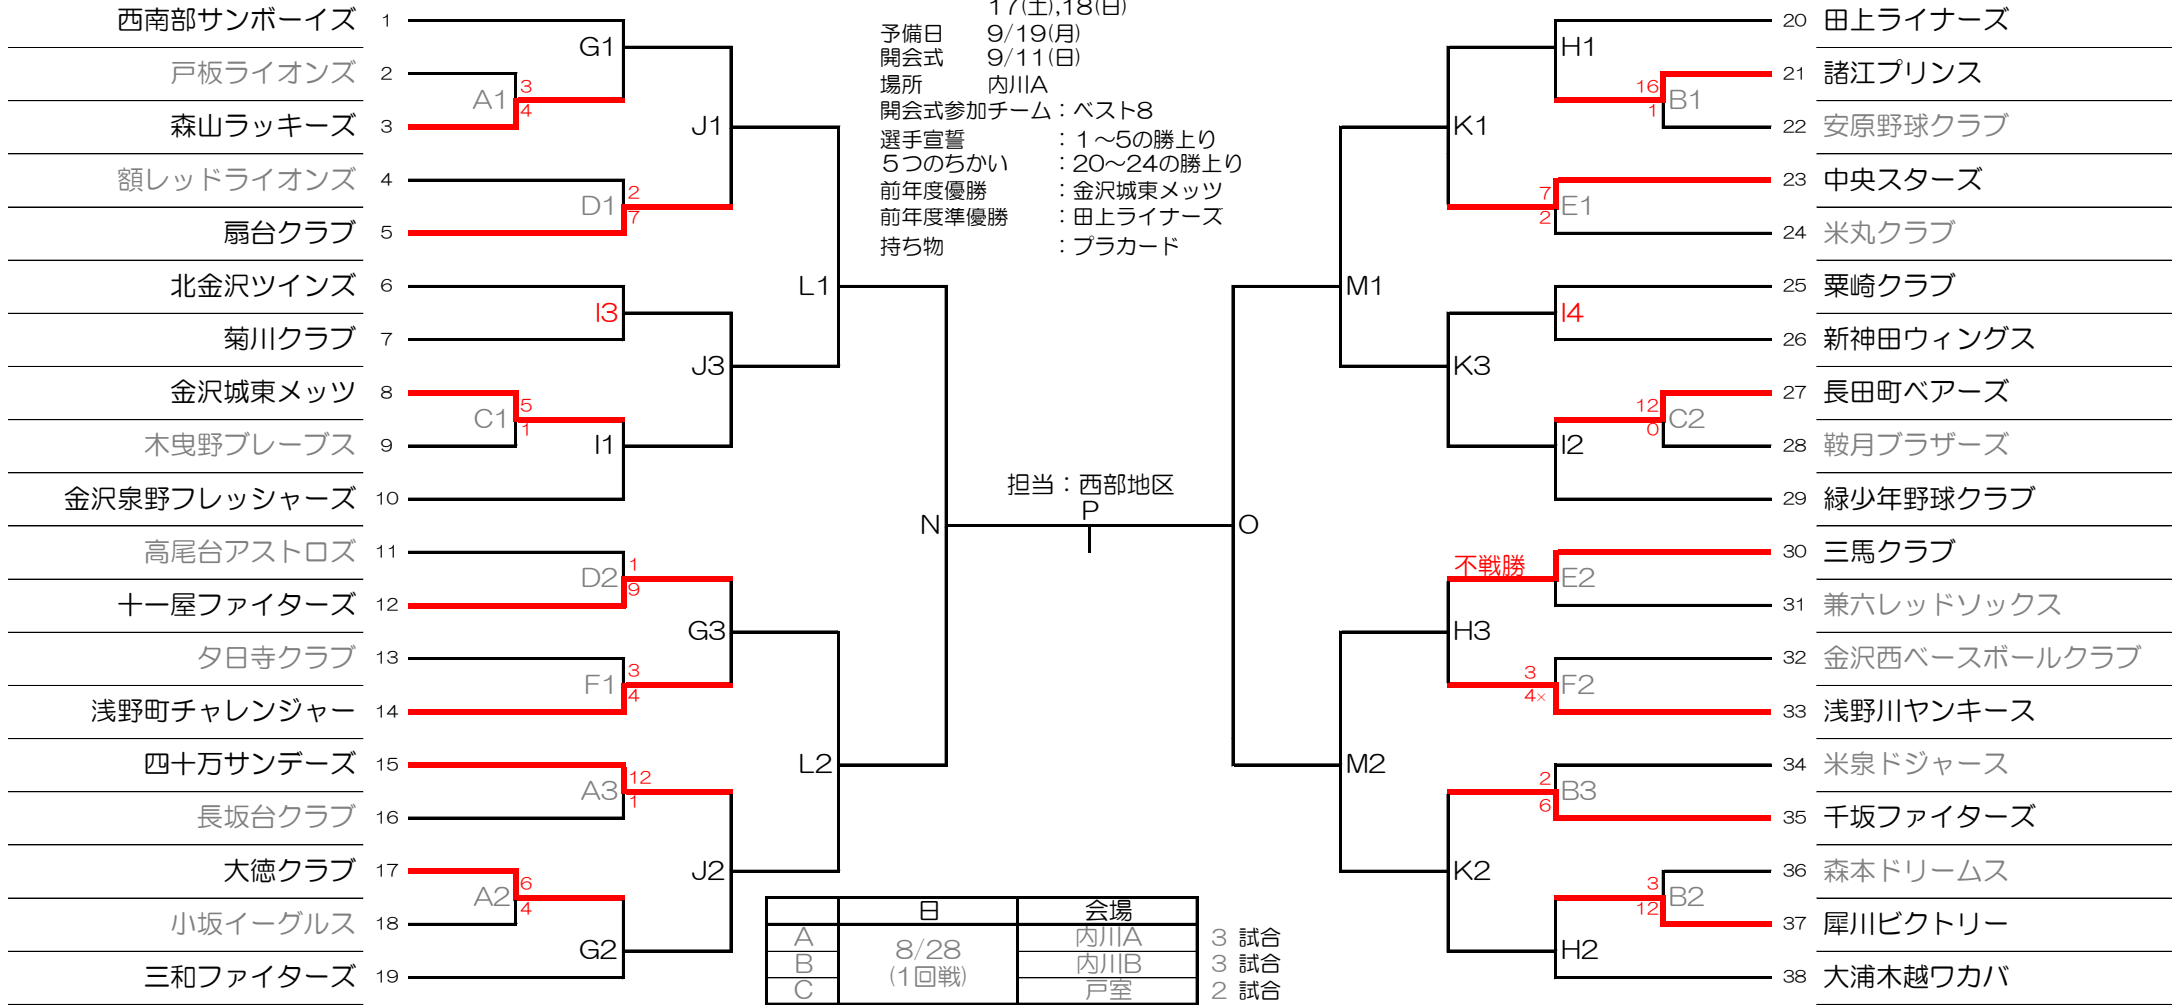 西南部サンボーイズ 1
戸板ライオンズ 2
森山ラッキーズ 3
額レッドライオンズ 4
扇台クラブ 5
北金沢ツインズ 6
菊川クラブ 7
金沢城東メッツ 8
木曳野ブレーブス 9
金沢泉野フレッシャーズ 10
高尾台アストロズ 11
十一屋ファイターズ 12
夕日寺クラブ 13
浅野町チャレンジャー 14
四十万サンデーズ 15
長坂台クラブ 16
大徳クラブ 17
小坂イーグルス 18
三和ファイターズ 19
G1
A1 3 4
J1
D1 2 7
L1
I3
J3
C1 5 1
I1
N
D2 1 9
G3
F1 3 4
L2
A3 12 1
J2
A2 6 4
G2
17(土),18(日)
予備日 9/19(月)
開会式 9/11(日)
場所 内川A
開会式参加チーム：ベスト8
選手宣誓 ：1～5の勝上り
5つのちかい ：20～24の勝上り
前年度優勝 ：金沢城東メッツ
前年度準優勝 ：田上ライナーズ
持ち物 ：プラカード
担当：西部地区
P
日 会場
A 8/28 (1回戦) 内川A 3 試合
B 内川B 3 試合
C 戸室 2 試合
H1
16 1 B1
K1
7 2 E1
M1
I4
K3
12 0 C2
I2
O
不戦勝 E2
H3
3 4× F2
M2
2 6 B3
K2
3 12 B2
H2
20 田上ライナーズ
21 諸江プリンス
22 安原野球クラブ
23 中央スターズ
24 米丸クラブ
25 粟崎クラブ
26 新神田ウィングス
27 長田町ベアーズ
28 鞍月ブラザーズ
29 緑少年野球クラブ
30 三馬クラブ
31 兼六レッドソックス
32 金沢西ベースボールクラブ
33 浅野川ヤンキース
34 米泉ドジャース
35 千坂ファイターズ
36 森本ドリームス
37 犀川ビクトリー
38 大浦木越ワカバ